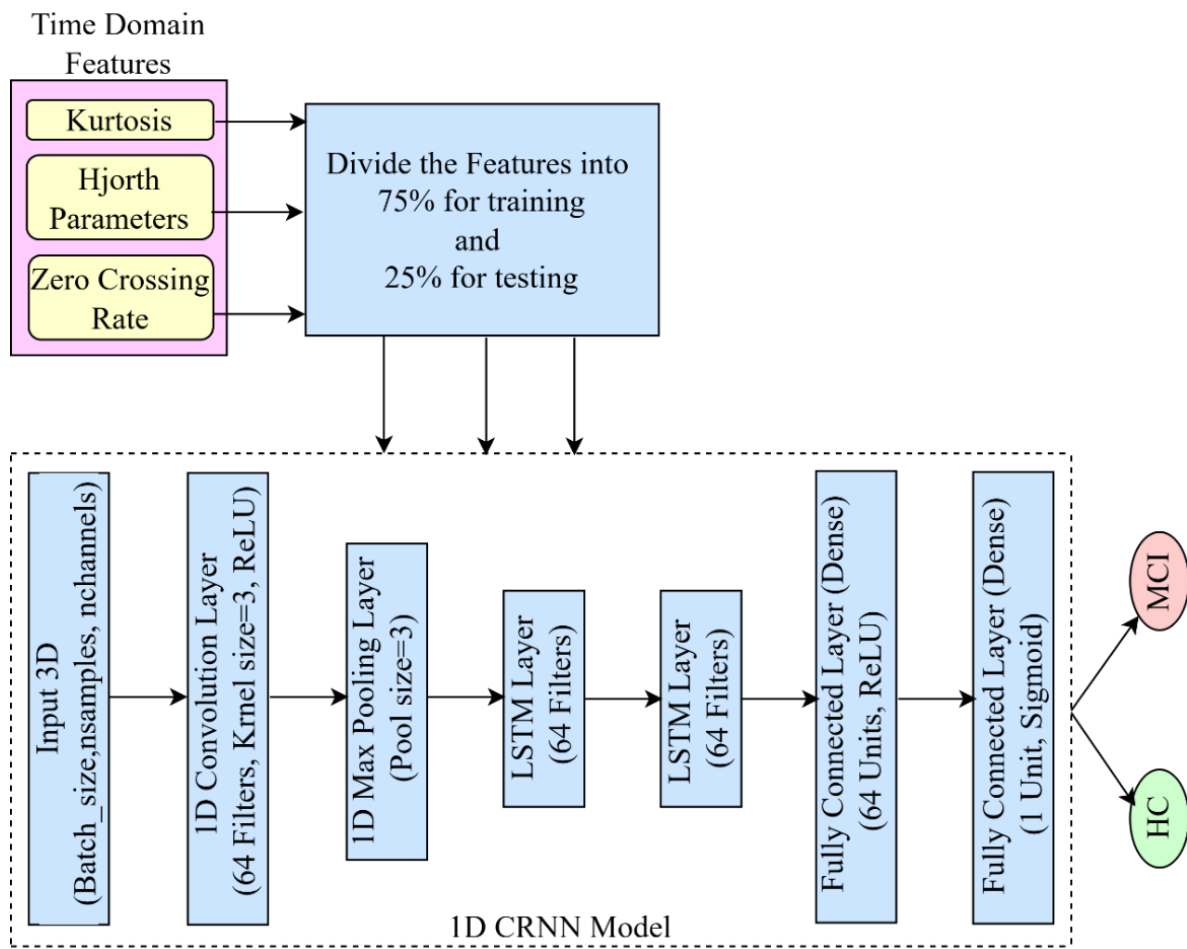 Time Domain
Features
Kurtosis
Hjorth
Parameters
Zero Crossing
Rate
Divide the Features into
75% for training
and
25% for testing
Input 3D
(Batch_size,nsamples, nchannels)
1D Convolution Layer
(64 Filters, Krnel size=3, ReLU)
1D Max Pooling Layer
(Pool size=3)
LSTM Layer
(64 Filters)
LSTM Layer
(64 Filters)
Fully Connected Layer (Dense)
(64 Units, ReLU)
Fully Connected Layer (Dense)
(1 Unit, Sigmoid)
MCI
HC
1D CRNN Model